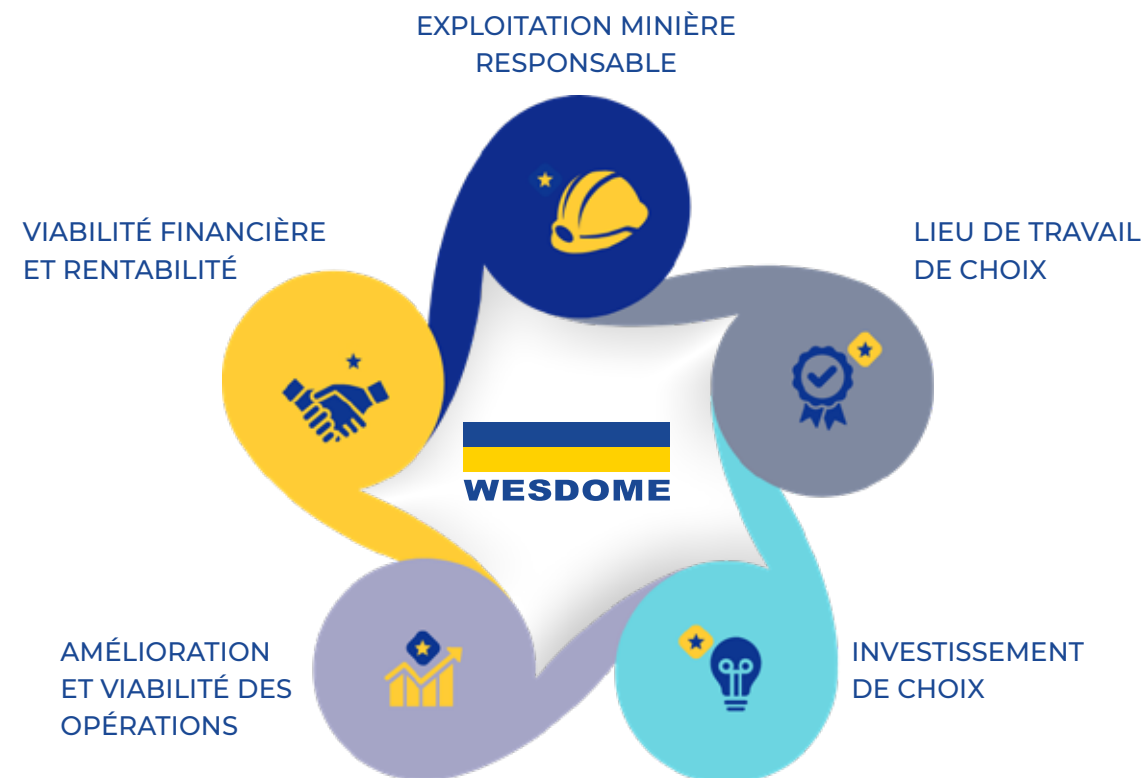 EXPLOITATION MINIÈRE
RESPONSABLE
VIABILITÉ FINANCIÈRE
ET RENTABILITÉ
LIEU DE TRAVAIL
DE CHOIX
WESDOME
AMÉLIORATION
ET VIABILITÉ DES
OPÉRATIONS
INVESTISSEMENT
DE CHOIX